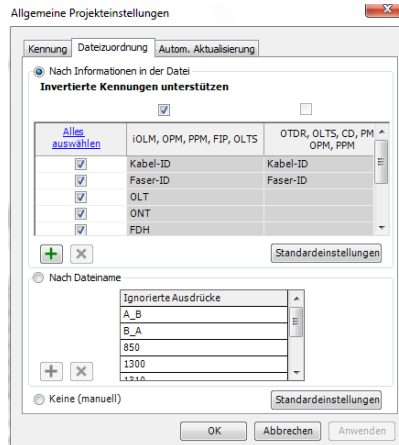 Allgemeine Projekteinstellungen
Kennung Dateizuordnung Autom. Aktualisierung
Nach Informationen in der Datei
Invertierte Kennungen unterstützen
Alles auswählen iOLM, OPM, PPM, FIP, OLTS OTDR, OLTS, CD, PM OPM, PPM
Kabel-ID Kabel-ID
Faser-ID Faser-ID
OLT
ONT
FDH
Standardeinstellungen
Nach Dateiname
Ignorierte Ausdrücke
A_B
B_A
850
1300
1310
Keine (manuell) Standardeinstellungen
OK Abbrechen Anwenden